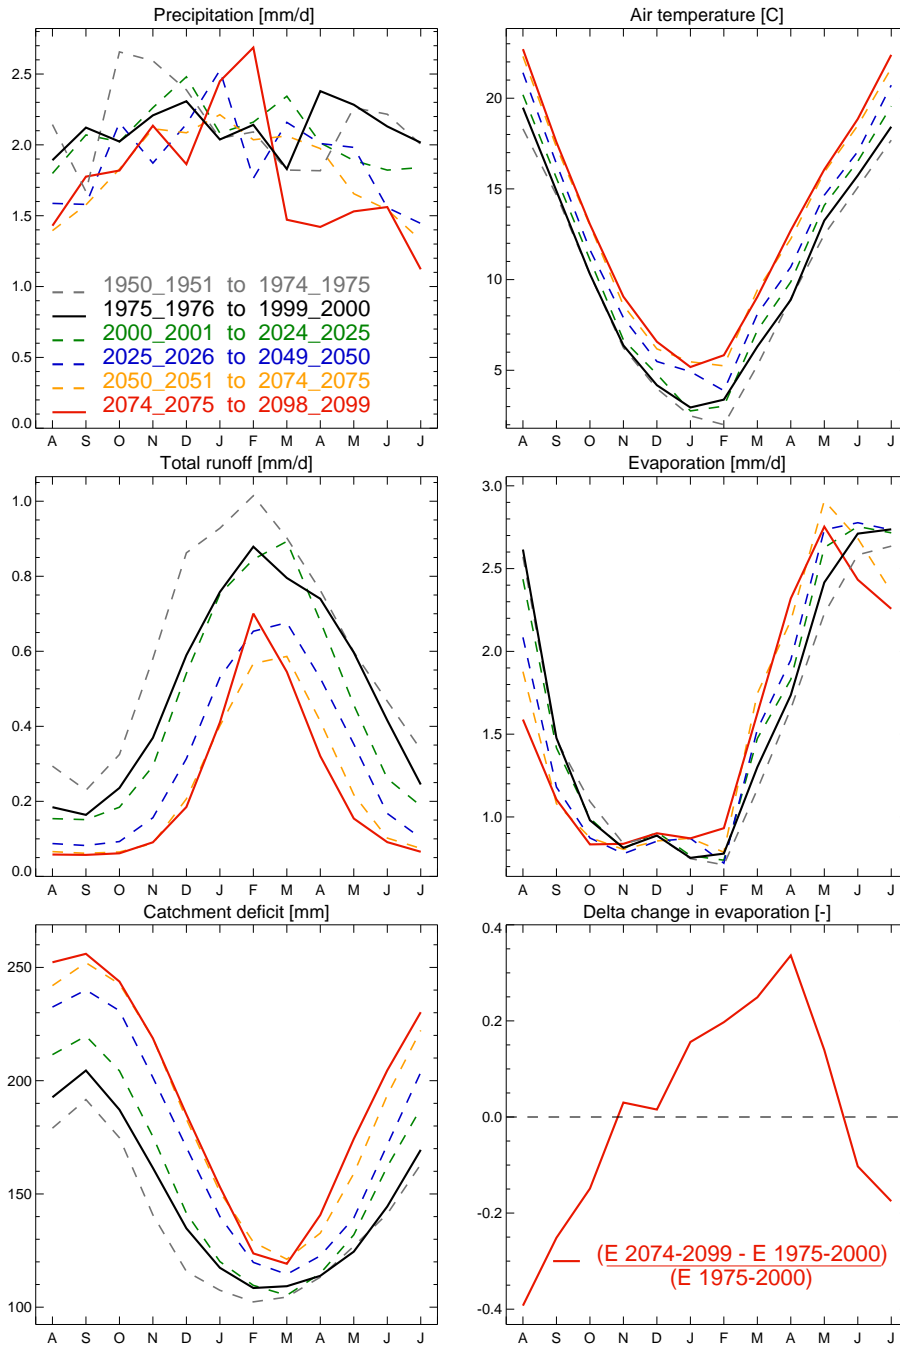 Precipitation [mm/d]
2.5
2.0
1.5
1.0
0.5
0.0
1950_1951 to 1974_1975
1975_1976 to 1999_2000
2000_2001 to 2024_2025
2025_2026 to 2049_2050
2050_2051 to 2074_2075
2074_2075 to 2098_2099
A S O N D J F M A M J J
Air temperature [C]
20
15
10
5
A S O N D J F M A M J J
Total runoff [mm/d]
1.0
0.8
0.6
0.4
0.2
0.0
A S O N D J F M A M J J
Evaporation [mm/d]
3.0
2.5
2.0
1.5
1.0
A S O N D J F M A M J J
Catchment deficit [mm]
250
200
150
100
A S O N D J F M A M J J
Delta change in evaporation [-]
0.4
0.2
0.0
-0.2
-0.4
(E 2074-2099 - E 1975-2000)
(E 1975-2000)
A S O N D J F M A M J J